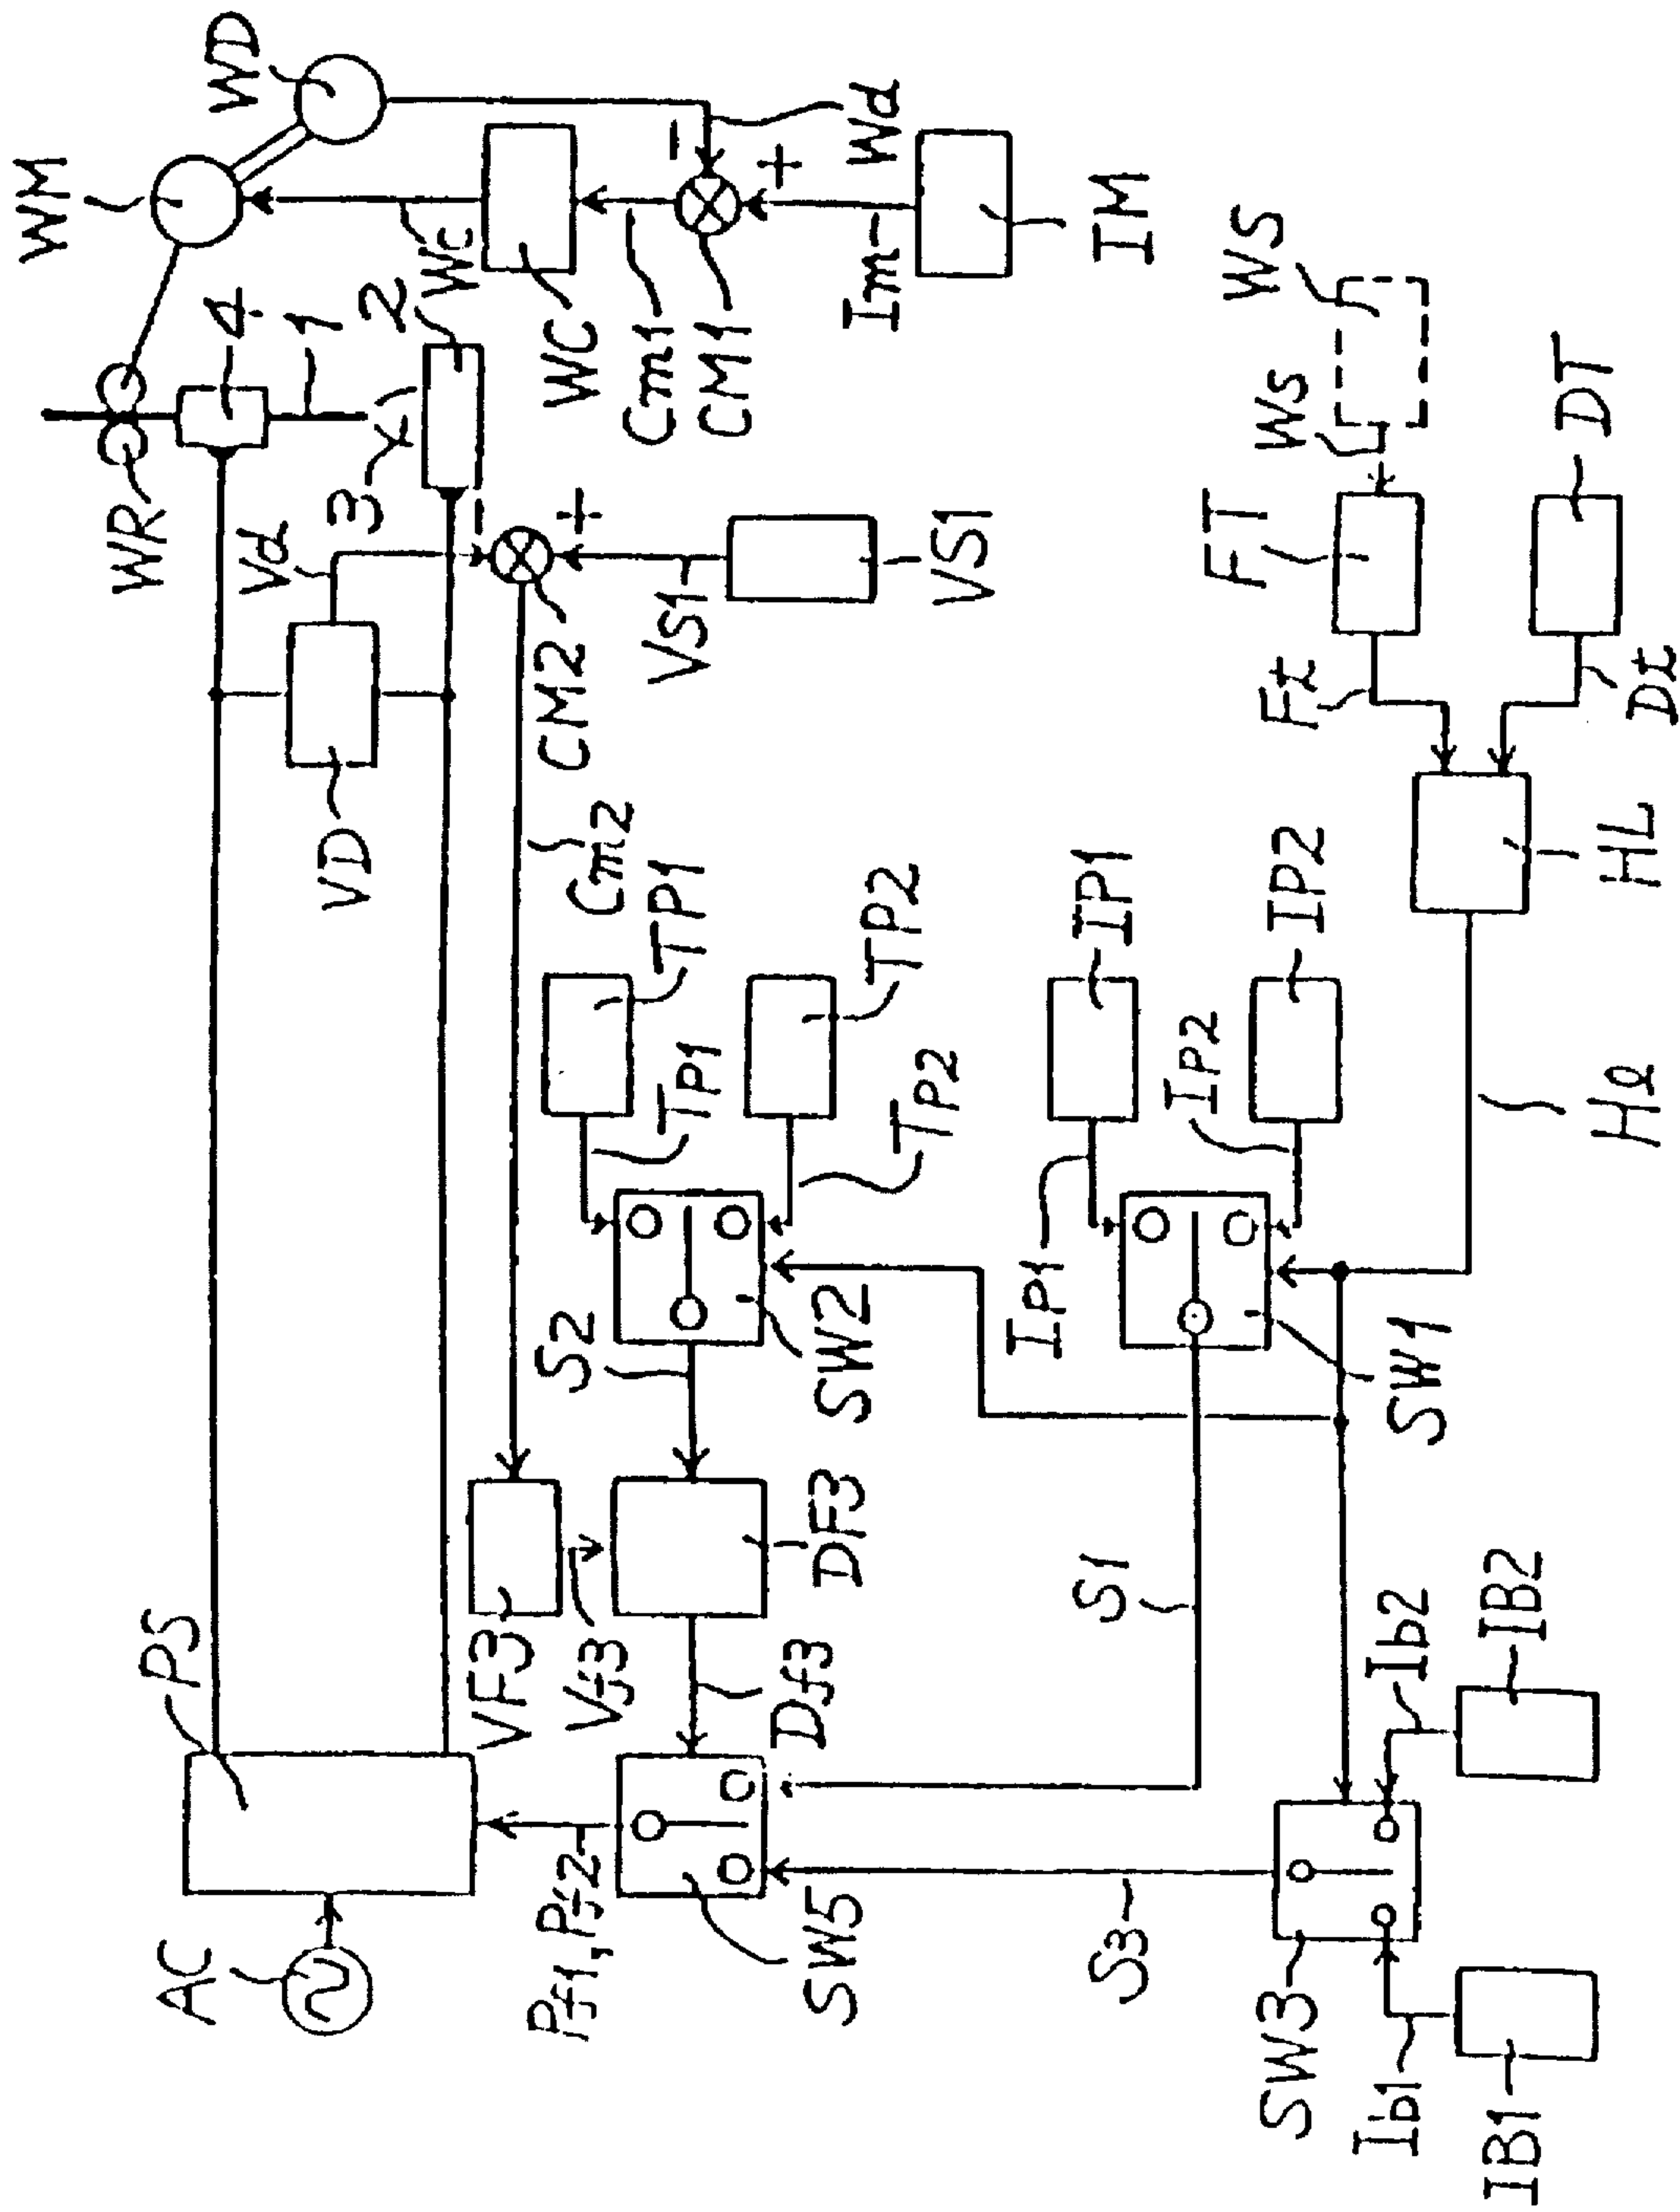 AC
PS
VD
Vd
WR
4
1
3
2
WM
WD
Wc
WC
Cm1
CM1
-
+
Wd
Im
IM
-
+
CM2
Cm2
VS1
VS1
VF3
Vf3
Pf1, Pf2
SW5
Df3
DF3
S2
SW2
TP1
TP1
TP2
TP2
S3
S1
IP1
IP1
IP2
IP2
SW1
SW3
Ib1
IB1
Ib2
IB2
Hl
HL
Ft
FT
Ws
WS
Dt
DT